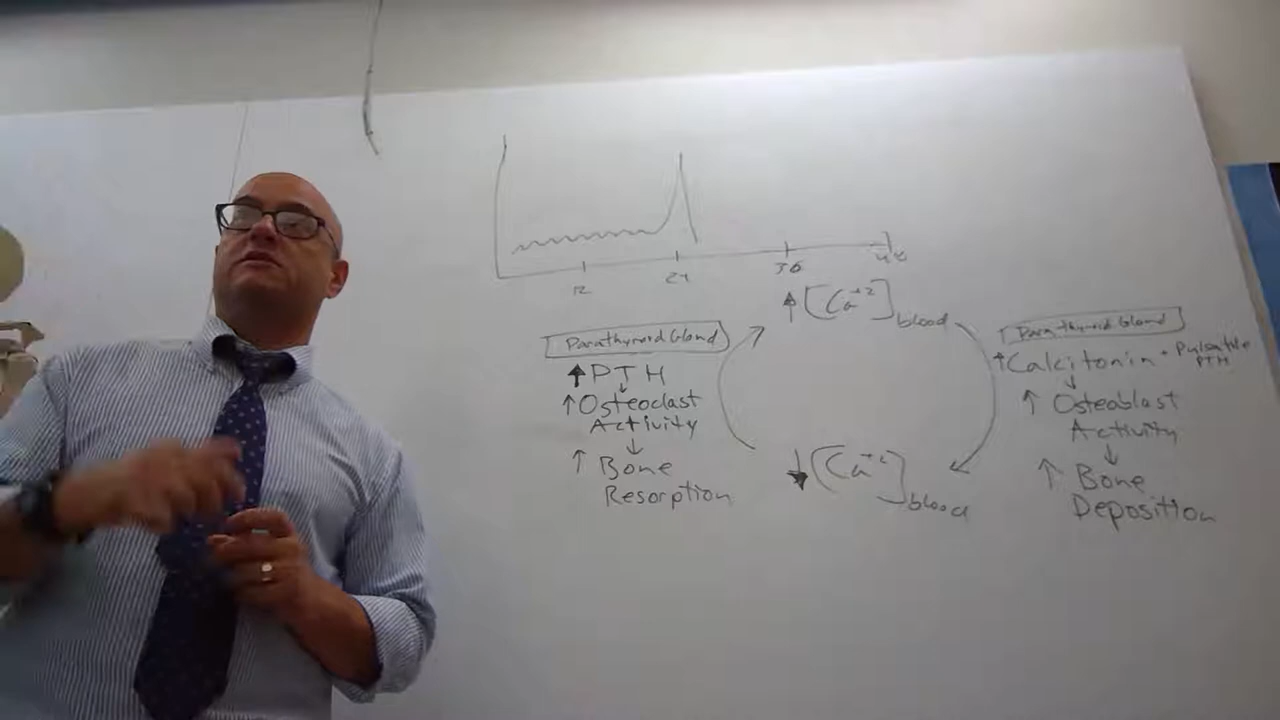 12 24 36 48
↑[Ca+2]blood
Parathyroid Gland
↑PTH
↓
↑Osteoclast
Activity
↓
↑ Bone
Resorption
Parathyroid Gland
↑Calcitonin + Pulsatile
PTH
↓
↑ Osteoblast
Activity
↓
↑ Bone
Deposition
↓[Ca+2]blood